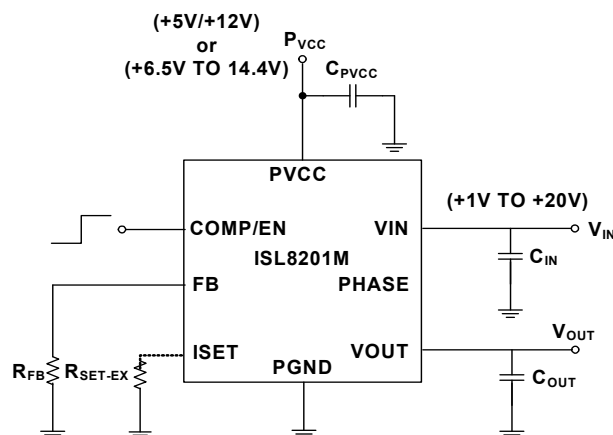 (+5V/+12V)
or
(+6.5V TO 14.4V)
PVCC
CPVCC
PVCC
COMP/EN
VIN
(+1V TO +20V)
VIN
ISL8201M
CIN
FB
PHASE
VOUT
ISET
VOUT
RFB
RSET-EX
PGND
COUT